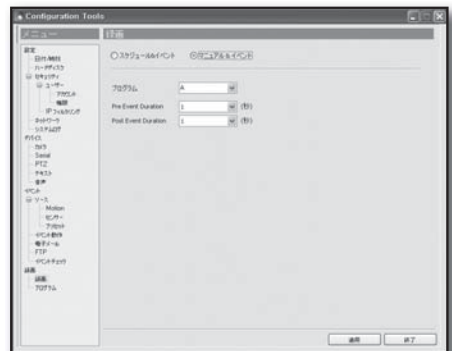 Configuration Tools
メニュー
録画
設定
日付/時刻
ハードディスク
セキュリティ
ユーザー
アカウント
権限
IP フィルタリング
ネットワーク
システムログ
デバイス
カメラ
Serial
PTZ
テキスト
音声
イベント
ソース
Motion
センサー
イベント動作
電子メール
FTP
イベントチェック
録画
録画
プログラム
スケジュール&イベント
マニュアル & イベント
プログラム
A
Pre Event Duration
1
(秒)
Post Event Duration
1
(秒)
適用
終了